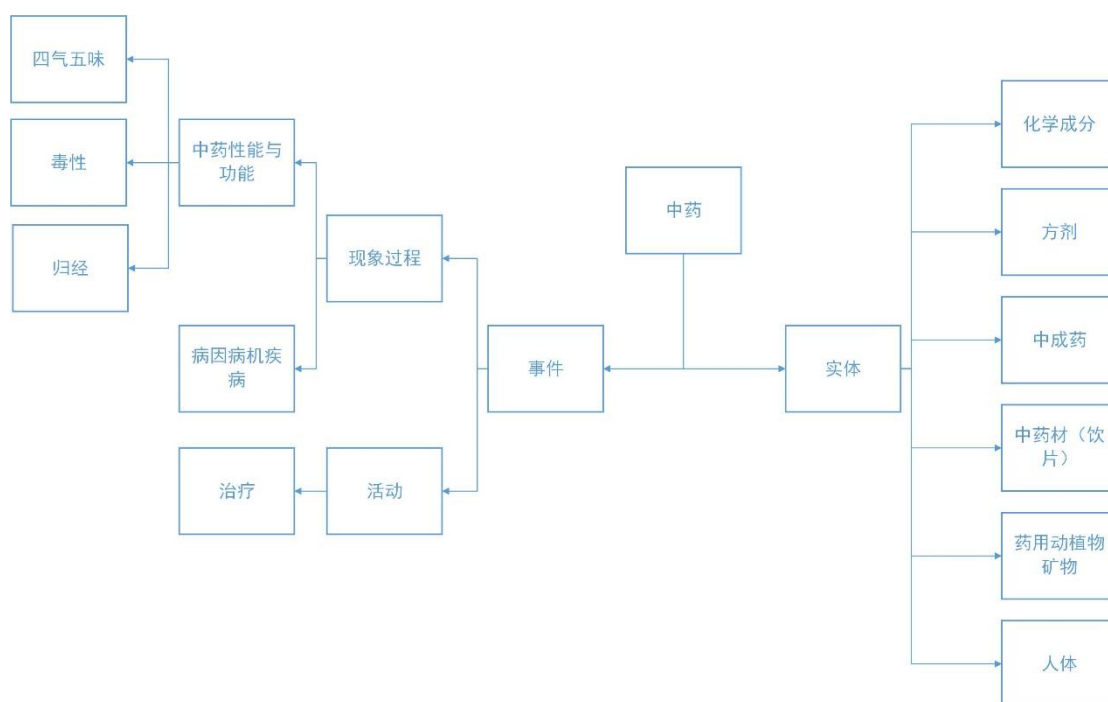 四气五味
毒性
归经
中药性能与
功能
病因病机疾
病
治疗
现象过程
活动
事件
中药
实体
化学成分
方剂
中成药
中药材（饮
片）
药用动植物
矿物
人体